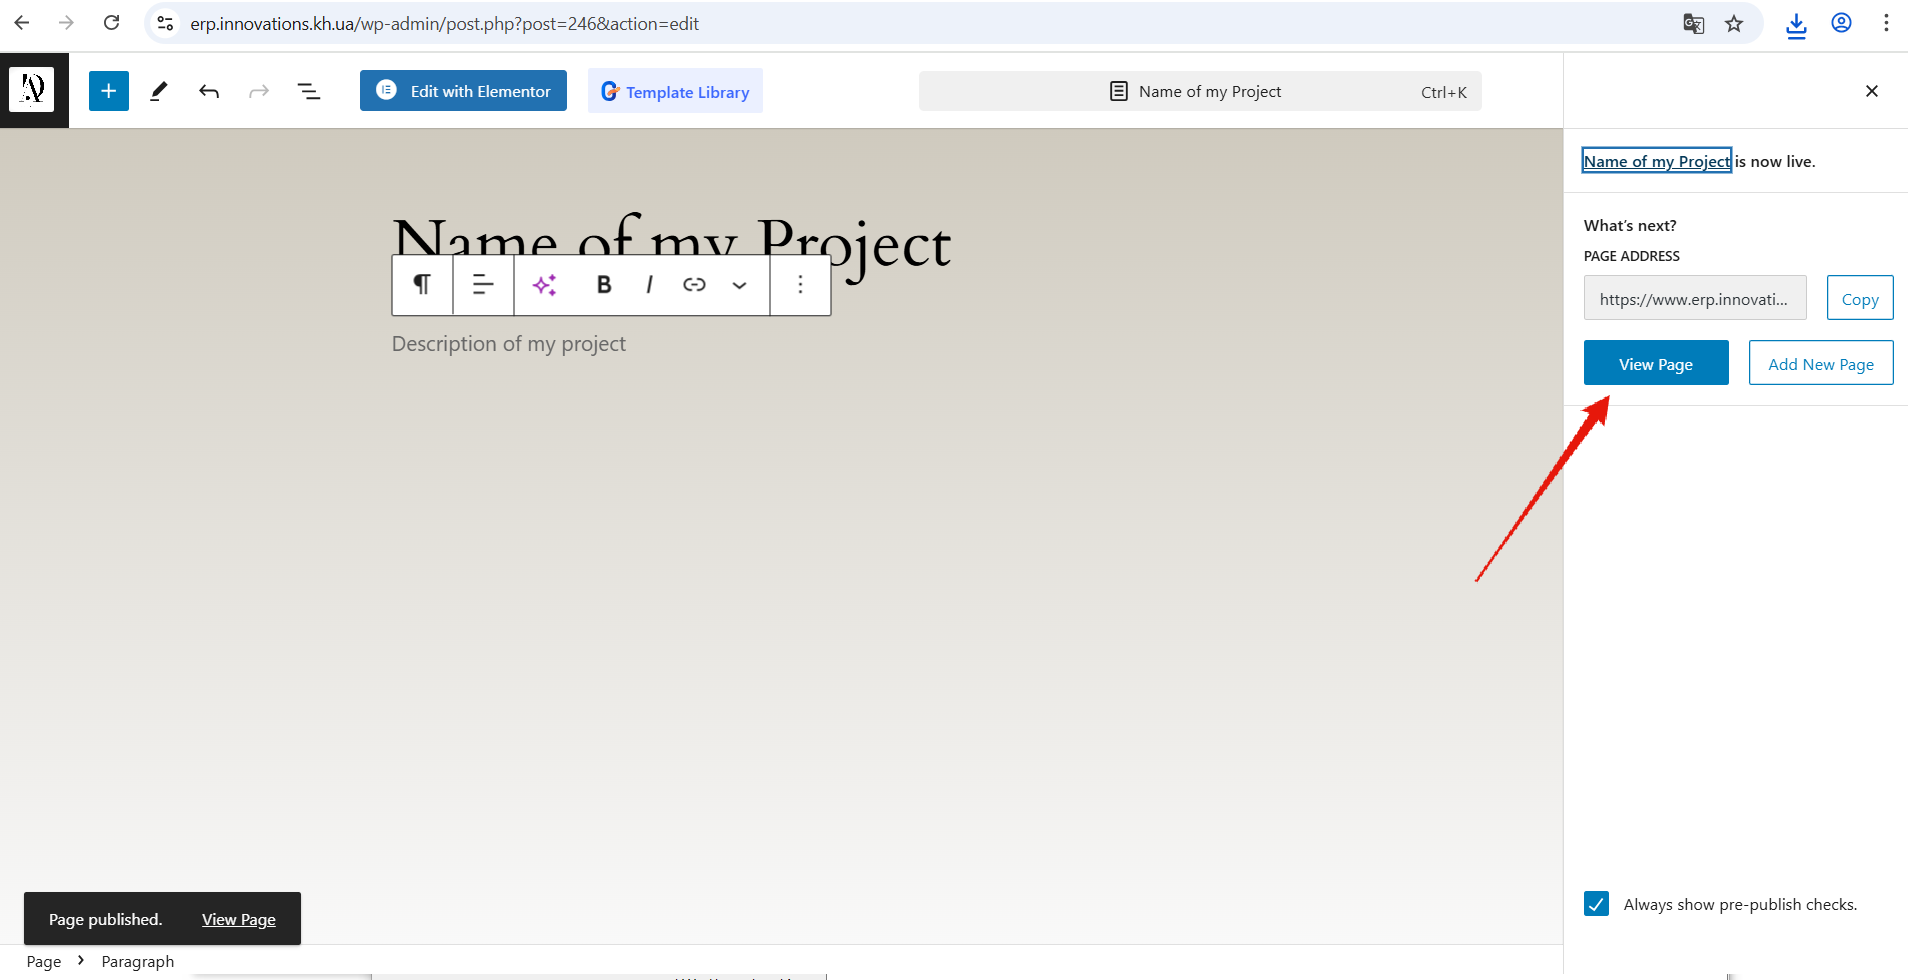 erp.innovations.kh.ua/wp-admin/post.php?post=246&action=edit
Edit with Elementor
Template Library
Name of my Project
Ctrl+K
Name of my Project
B I
Description of my project
Name of my Project is now live.
What’s next?
PAGE ADDRESS
https://www.erp.innovati...
Copy
View Page
Add New Page
Always show pre-publish checks.
Page published. View Page
Page > Paragraph